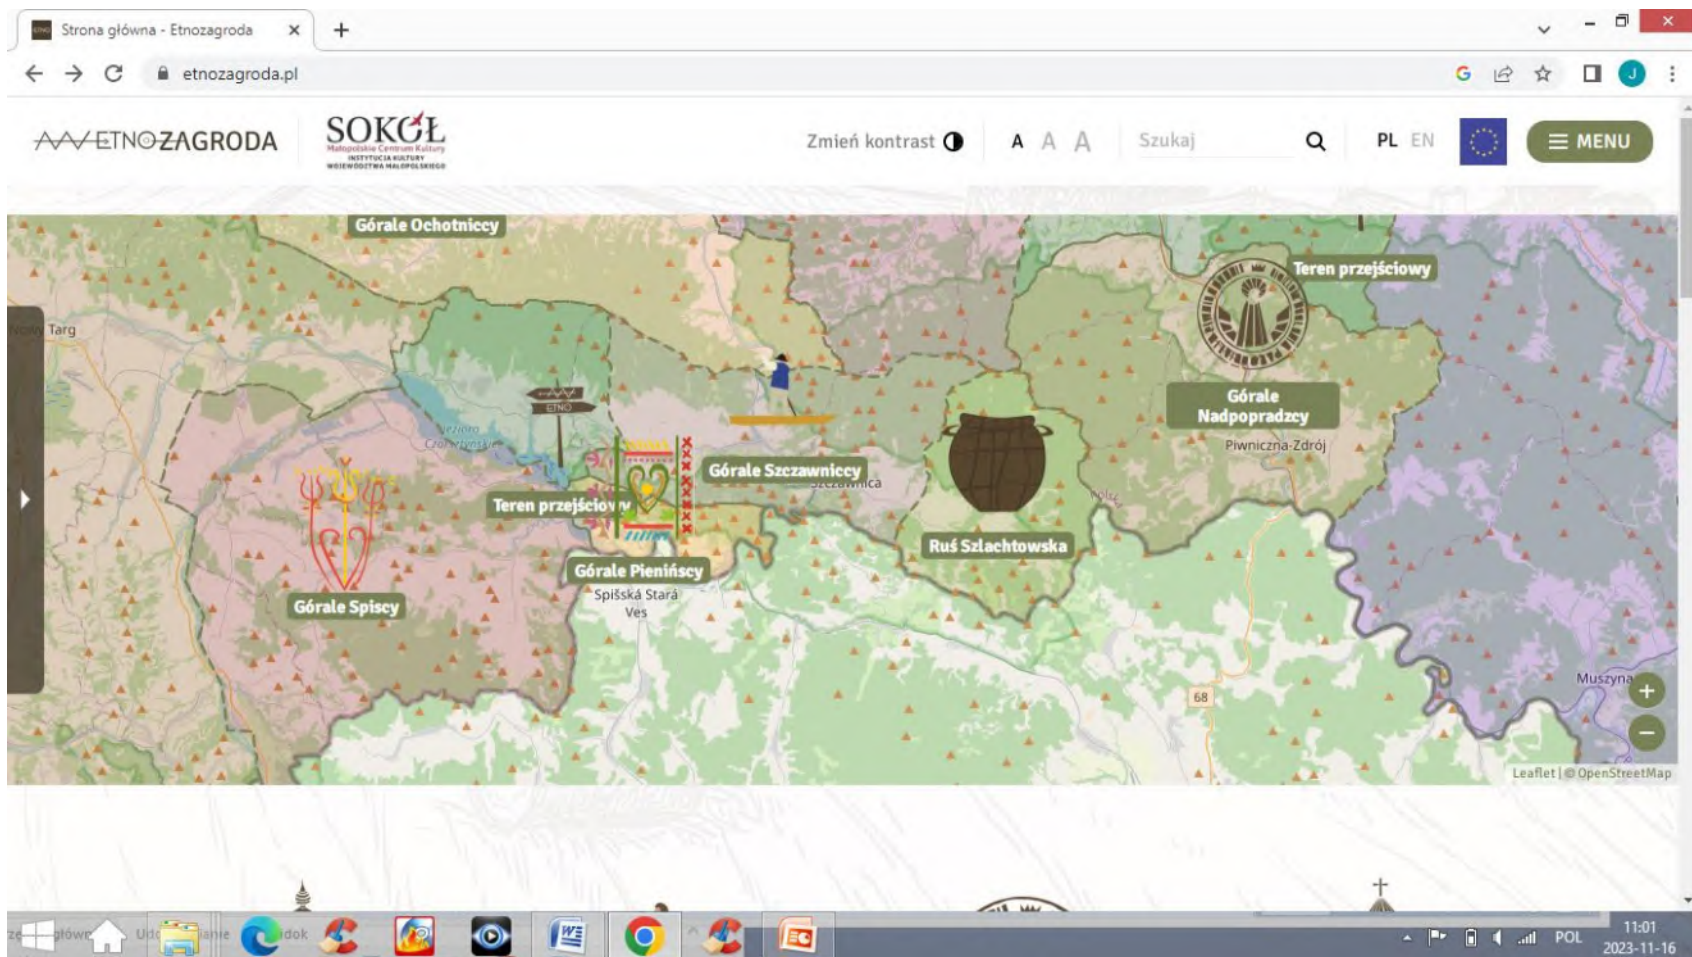 Strona główna - Etnozagroda
etnozagroda.pl
J
ETNOZAGRODA
SOKÓŁ
Małopolskie Centrum Kultury
INSTYTUCJA KULTURY
WOJEWÓDZTWA MAŁOPOLSKIEGO
Zmień kontrast
A A A
Szukaj
PL EN
MENU
Górale Ochotniccy
Teren przejściowy
Targ
ETNO
Jezioro
Czorsztyńskie
Górale
Nadpopradzcy
Piwniczna-Zdrój
Górale Szczawniccy
Szczawnica
Teren przejściowy
Ruś Szlachtowska
Górale Pienińscy
Spišská Stará
Ves
Górale Spiscy
68
Muszyna
+
−
Leaflet | © OpenStreetMap
POL
11:01
2023-11-16